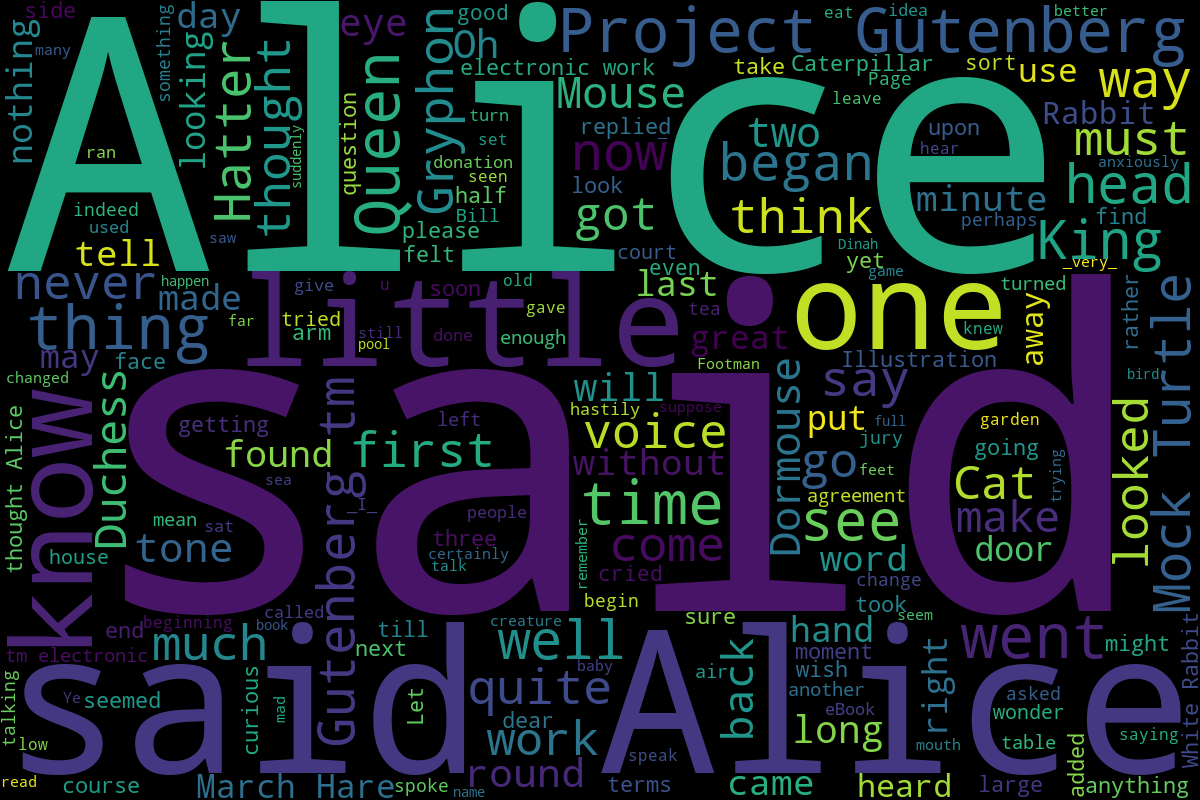 side
many
nothing
something
day
looking
Hatter
thought
suddenly
question
eye
Queen
Gryphon
Oh
good
electronic work
Project Gutenberg
eat
idea
better
Alice
ran
indeed
used
tell
saw
Mouse
turn
set
replied
donation
seen
half
Bill
please
felt
look
now
got
court
even
take
Caterpillar
Page
leave
sort
use
way
Rabbit
must
two
began
upon
hear
anxiously
think
minute
perhaps
head
find
King
Dinah
yet
_very_
never
made
happen
thing
may
face
far
give
tried
arm
u
soon
old
gave
still
pool
done
enough
little
last
tea
great
Footman
one
game
knew
turned
away
rather
Mock Turtle
Illustration
bird
changed
know
Duchess
thought Alice
getting
found
Gutenberg tm
left
first
sea
_I_
people
mean
sat
tone
house
three
certainly
talk
said
will
hastily
suppose
voice
without
time
come
cried
remember
begin
Dormouse
say
put
full
jury
go
feet
agreement
see
word
change
took
garden
going
Cat
make
door
trying
looked
sure
seem
end
beginning
called
book
much
till
next
tm electronic
talking
low
Ye
seemed
curious
mad
Let
said Alice
creature
well
baby
quite
dear
work
speak
air
back
hand
moment
wish
another
eBook
long
right
mouth
went
might
asked
wonder
table
saying
White Rabbit
read
course
March Hare
spoke
name
round
terms
came
heard
large
added
anything